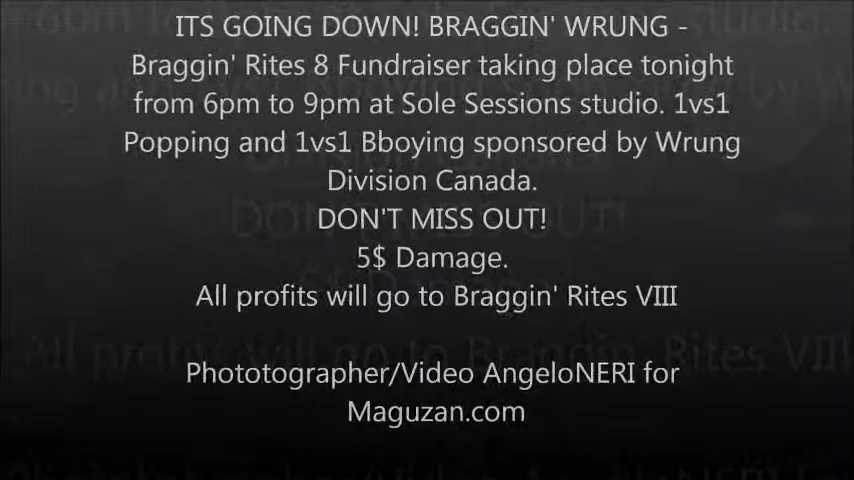 ITS GOING DOWN! BRAGGIN' WRUNG -
Braggin' Rites 8 Fundraiser taking place tonight
from 6pm to 9pm at Sole Sessions studio. 1vs1
Popping and 1vs1 Bboying sponsored by Wrung
Division Canada.
DON'T MISS OUT!
5$ Damage.
All profits will go to Braggin' Rites VIII
Phototographer/Video AngeloNERI for
Maguzan.com